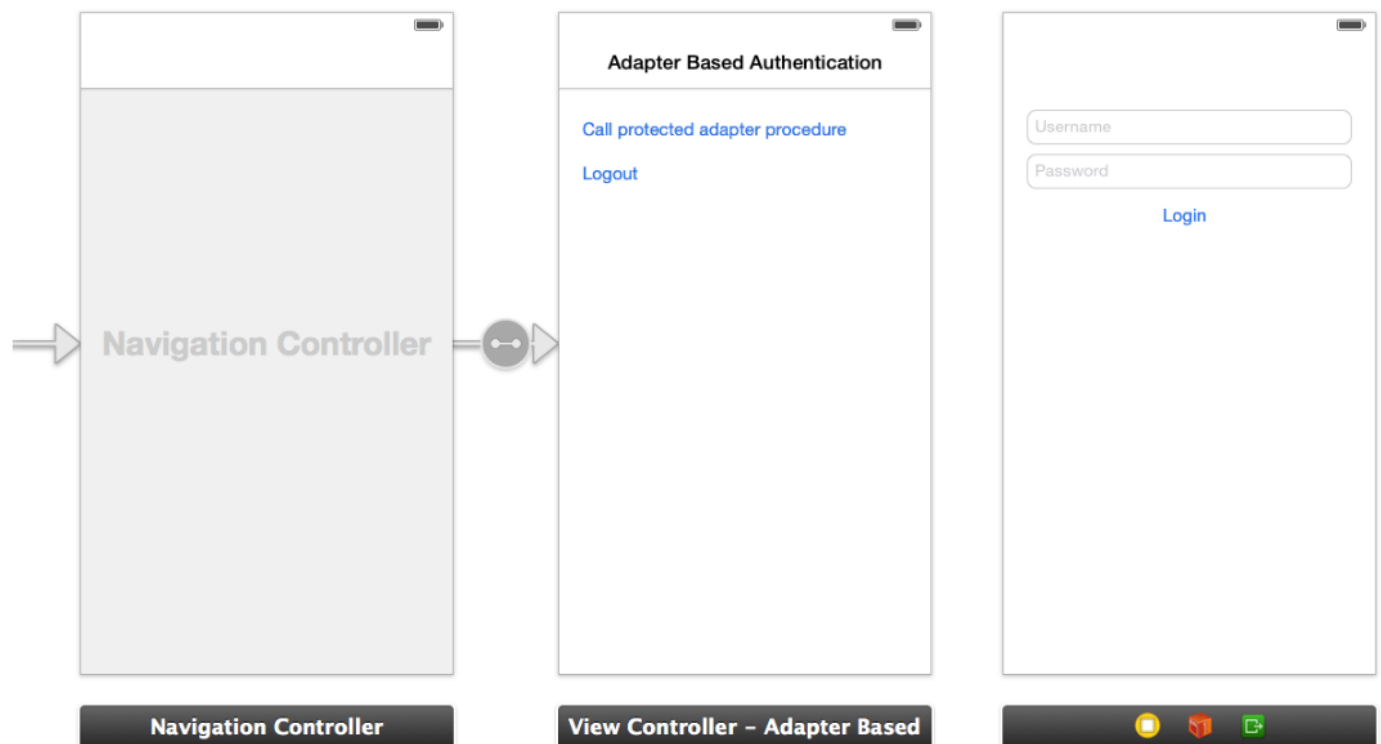 Navigation Controller
Navigation Controller
Adapter Based Authentication
Call protected adapter procedure
Logout
View Controller – Adapter Based
Username
Password
Login